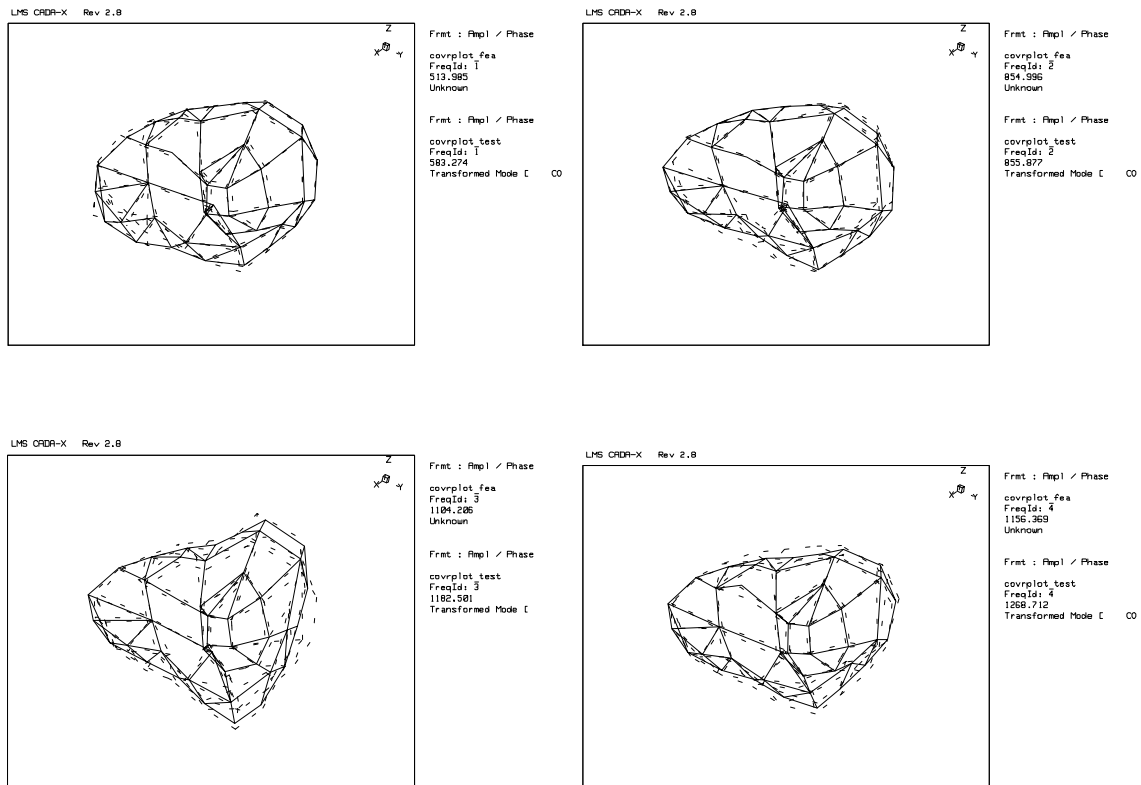 LMS CADA-X Rev 2.8
Z
X Y
Frmt : Ampl / Phase
covrplot_fea
FreqId: 1
513.985
Unknown
Frmt : Ampl / Phase
covrplot_test
FreqId: 1
583.274
Transformed Mode [ CO
LMS CADA-X Rev 2.8
Z
X Y
Frmt : Ampl / Phase
covrplot_fea
FreqId: 2
854.996
Unknown
Frmt : Ampl / Phase
covrplot_test
FreqId: 2
855.877
Transformed Mode [ CO
LMS CADA-X Rev 2.8
Z
X Y
Frmt : Ampl / Phase
covrplot_fea
FreqId: 3
1104.206
Unknown
Frmt : Ampl / Phase
covrplot_test
FreqId: 3
1182.501
Transformed Mode [
LMS CADA-X Rev 2.8
Z
X Y
Frmt : Ampl / Phase
covrplot_fea
FreqId: 4
1156.369
Unknown
Frmt : Ampl / Phase
covrplot_test
FreqId: 4
1268.712
Transformed Mode [ CO